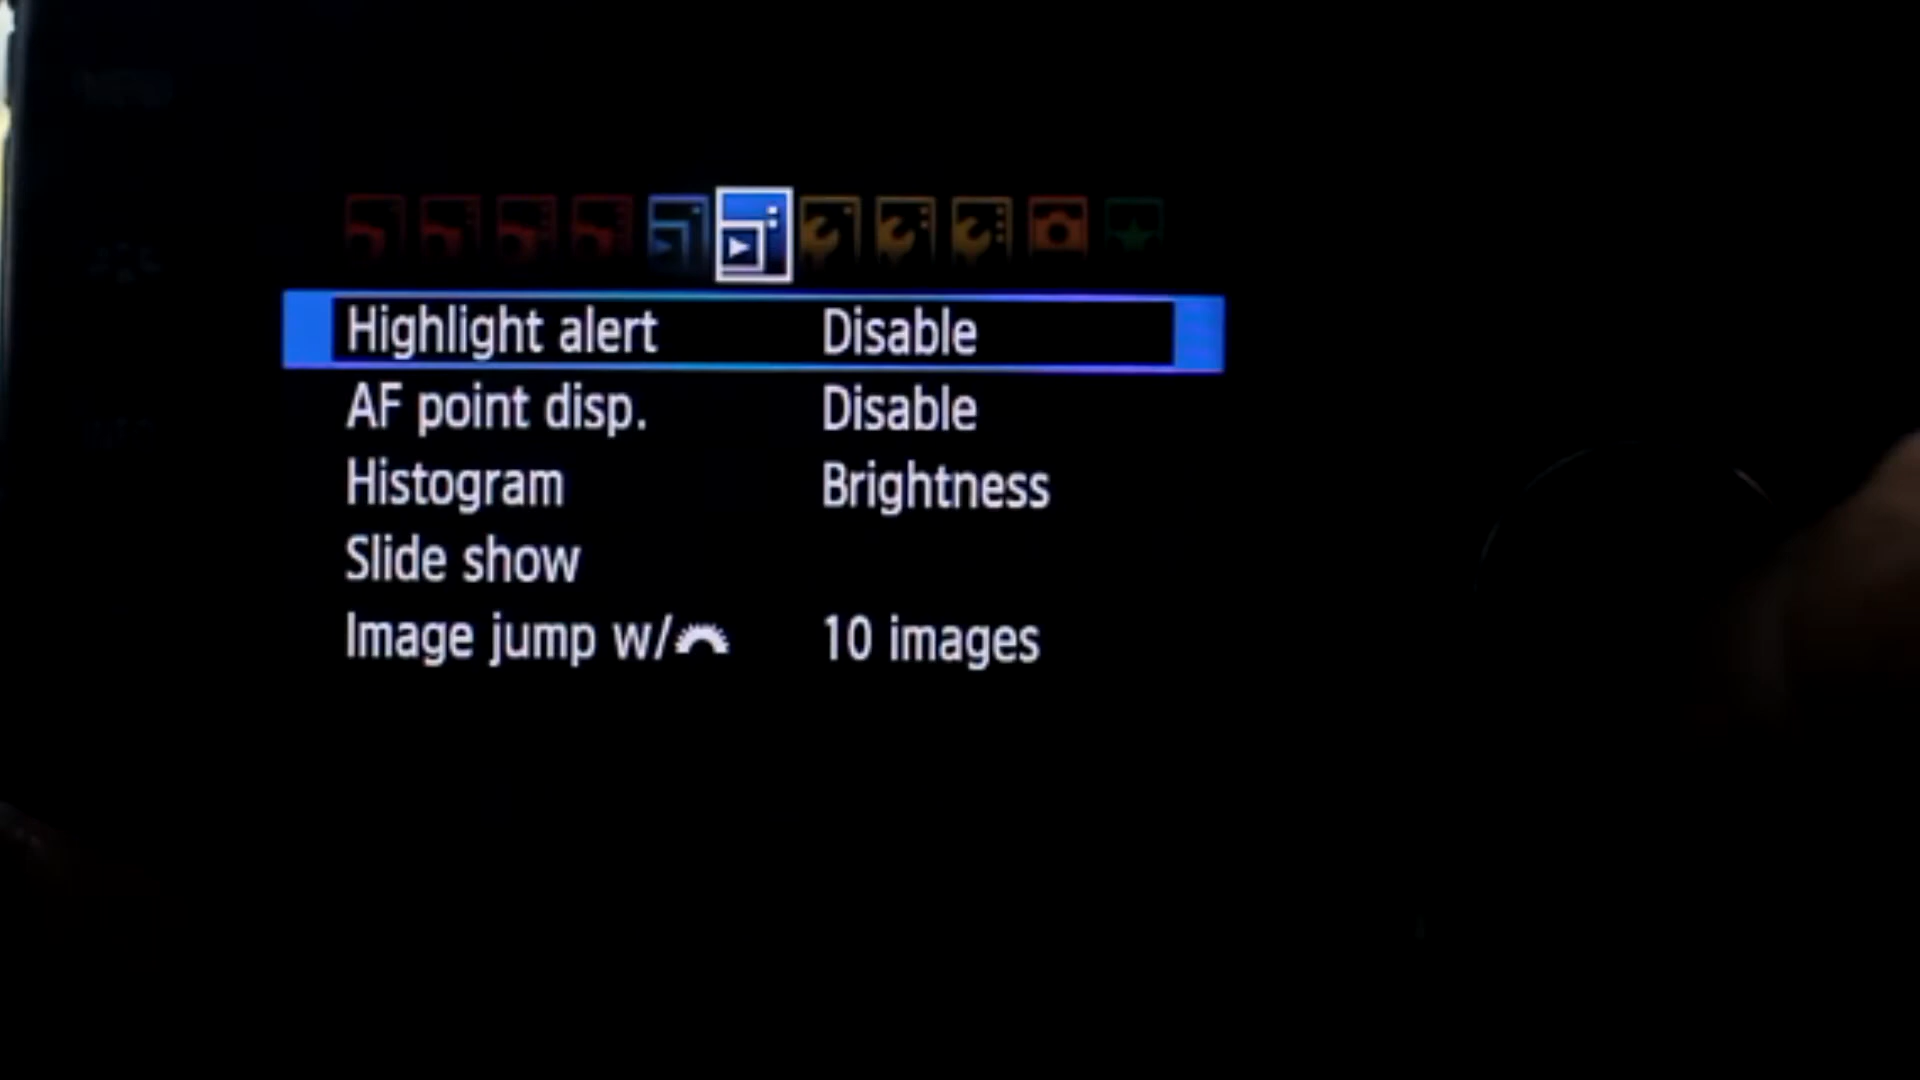 Highlight alert Disable
AF point disp. Disable
Histogram Brightness
Slide show
Image jump w/ 10 images